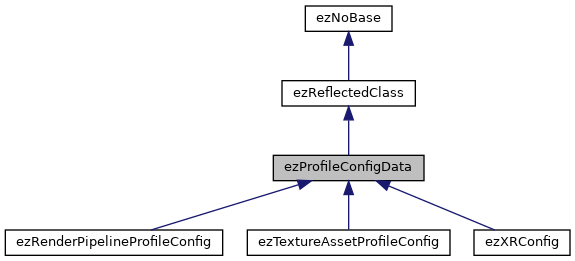 ezNoBase
ezReflectedClass
ezProfileConfigData
ezRenderPipelineProfileConfig
ezTextureAssetProfileConfig
ezXRConfig